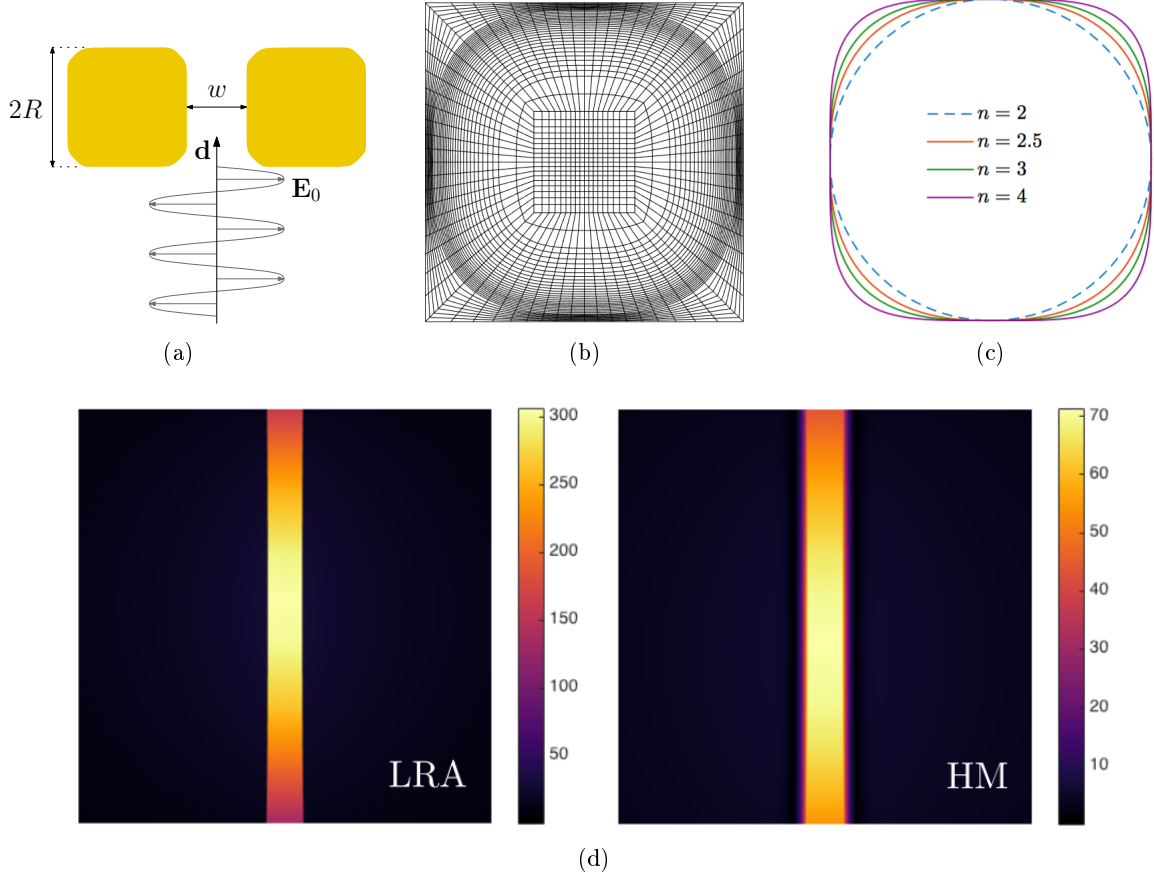 2R
w
d
E₀
(a)
(b)
n = 2
n = 2.5
n = 3
n = 4
(c)
300
250
200
150
100
50
LRA
70
60
50
40
30
20
10
HM
(d)